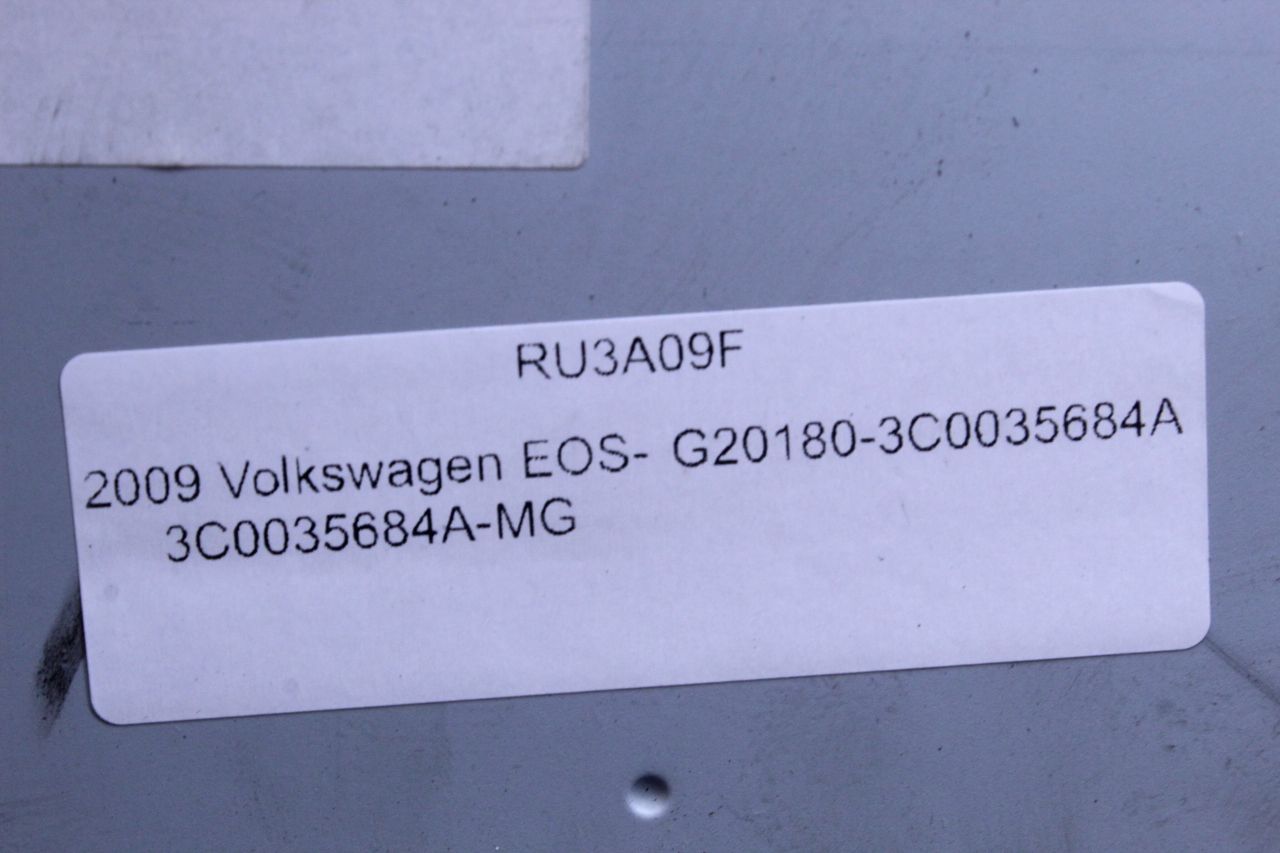 RU3A09F
2009 Volkswagen EOS- G20180-3C0035684A
3C0035684A-MG